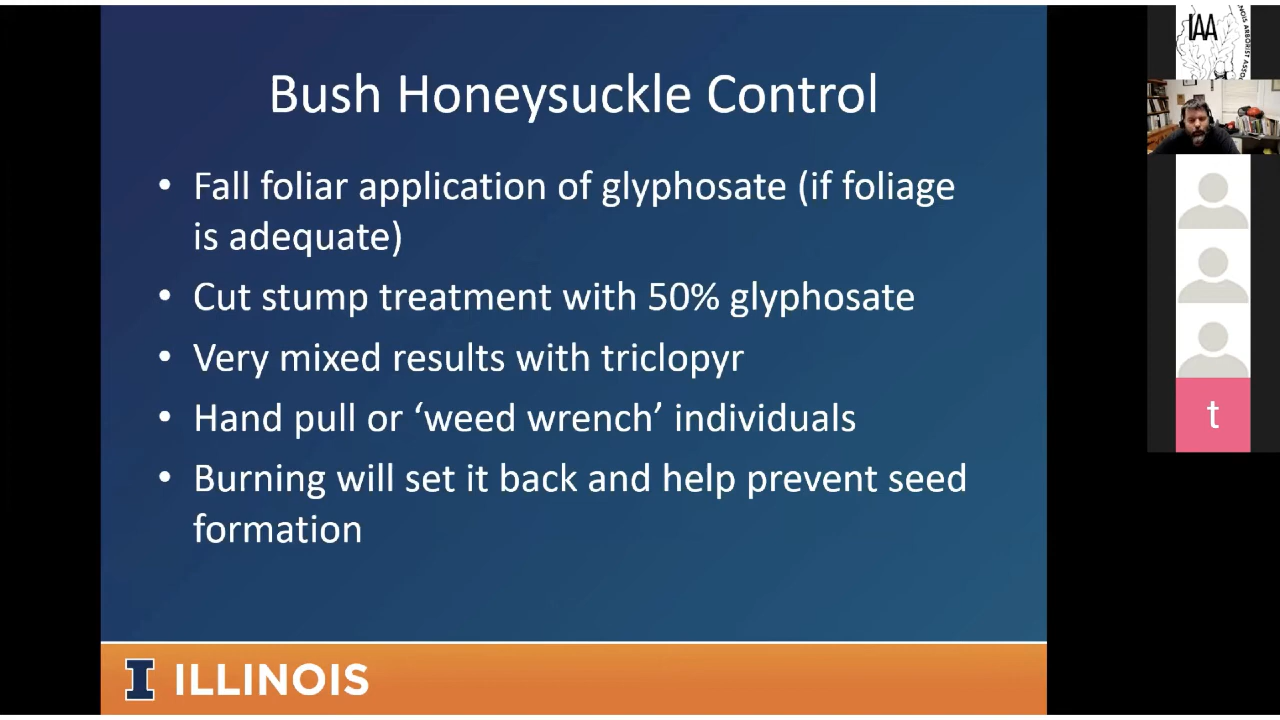 Bush Honeysuckle Control
• Fall foliar application of glyphosate (if foliage
is adequate)
• Cut stump treatment with 50% glyphosate
• Very mixed results with triclopyr
• Hand pull or ‘weed wrench’ individuals
• Burning will set it back and help prevent seed
formation
I ILLINOIS
IAA
t